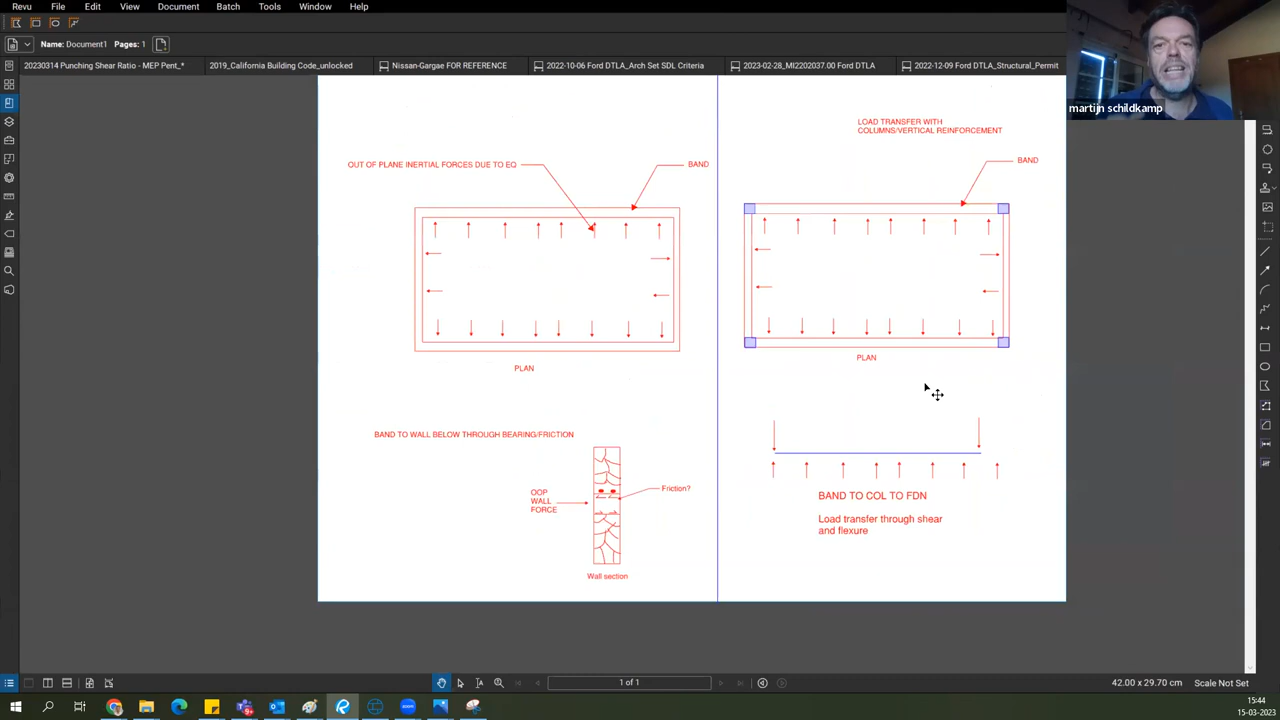 Revu File Edit View Document Batch Tools Window Help
Name: Document1 Pages: 1
20230314 Punching Shear Ratio - MEP Pent_* 2019_California Building Code_unlocked Nissan-Gargae FOR REFERENCE 2022-10-06 Ford DTLA_Arch Set SDL Criteria 2023-02-28_MI2202037.00 Ford DTLA 2022-12-09 Ford DTLA_Structural_Permit
martijn schildkamp
OUT OF PLANE INERTIAL FORCES DUE TO EQ
BAND
PLAN
BAND TO WALL BELOW THROUGH BEARING/FRICTION
OOP
WALL
FORCE
Friction?
Wall section
LOAD TRANSFER WITH
COLUMNS/VERTICAL REINFORCEMENT
BAND
PLAN
BAND TO COL TO FDN
Load transfer through shear
and flexure
1 of 1
42.00 x 29.70 cm Scale Not Set
15:44
15-03-2023